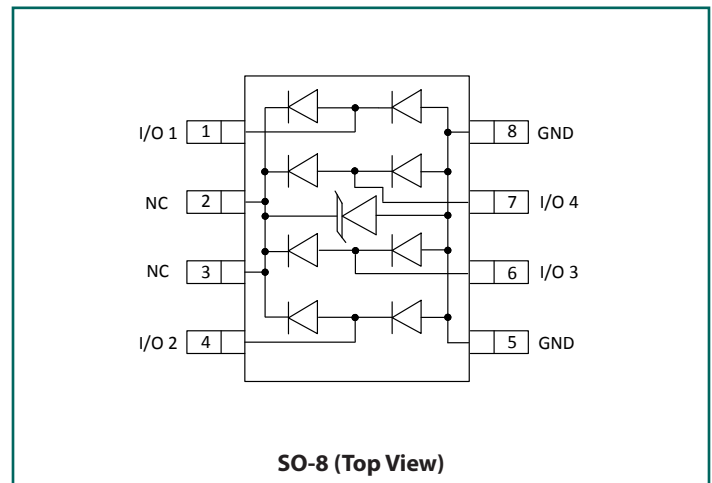 I/O 1 1 8 GND
NC 2 7 I/O 4
NC 3 6 I/O 3
I/O 2 4 5 GND
SO-8 (Top View)